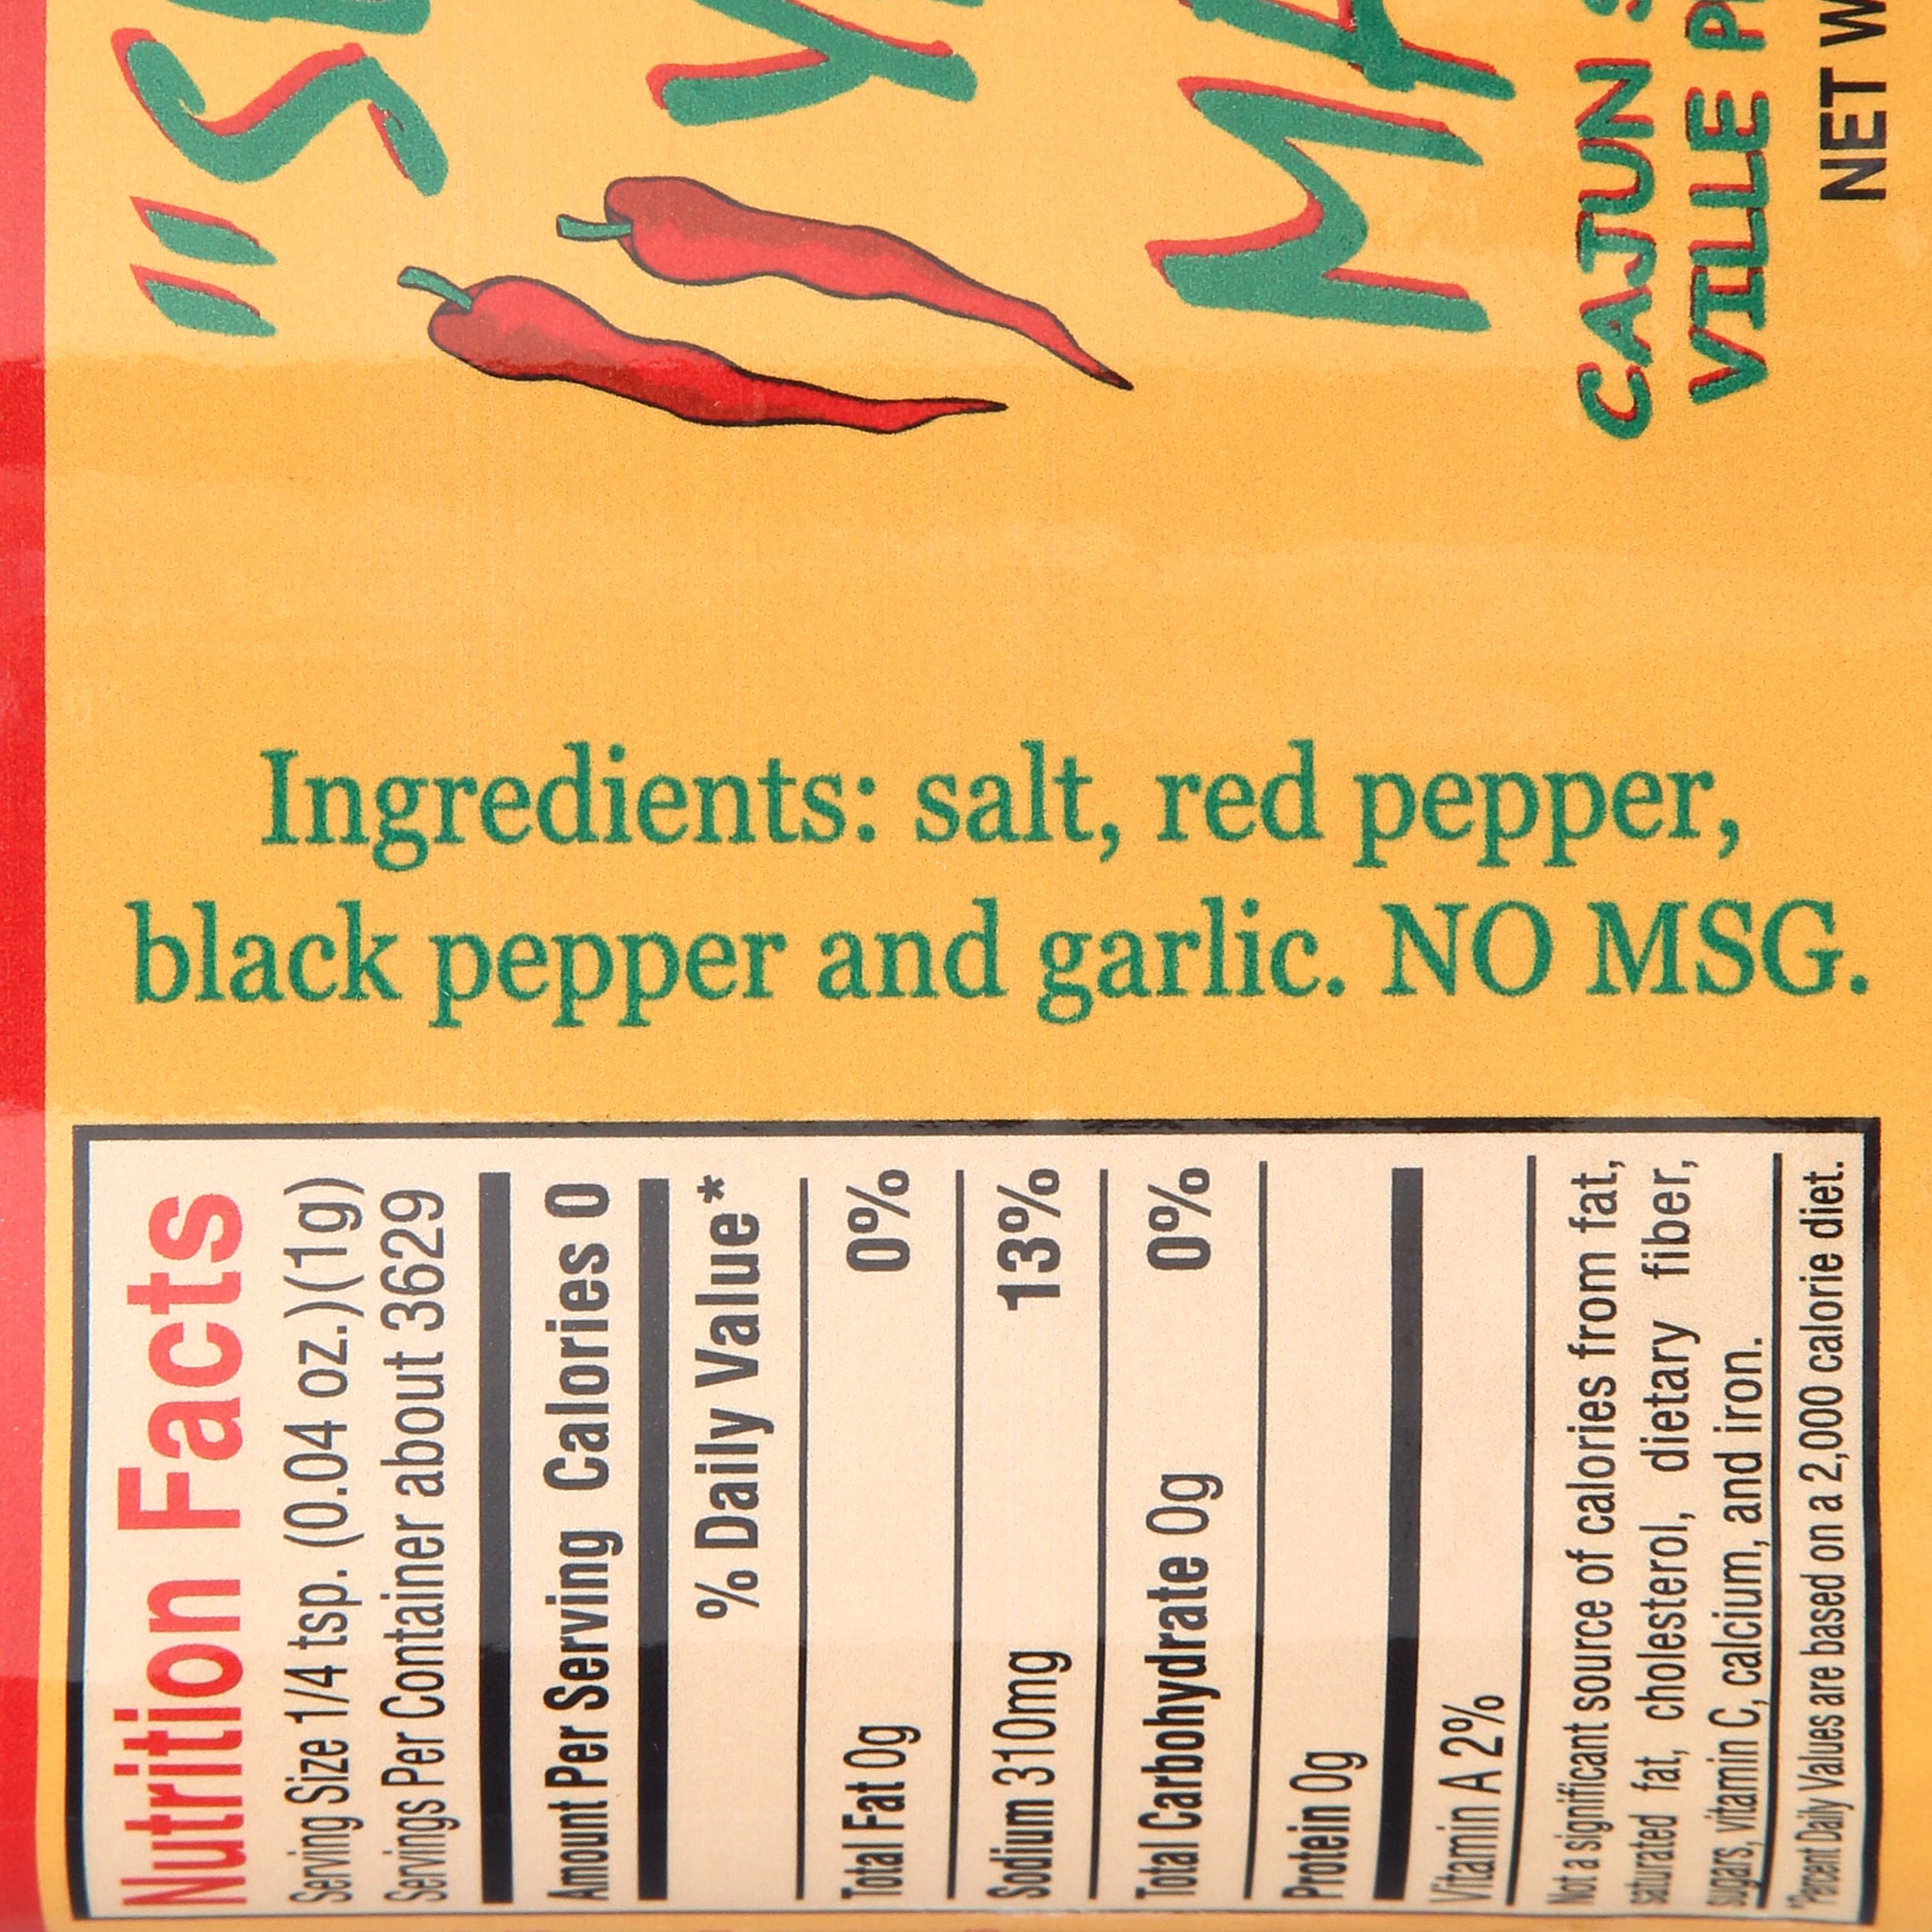 CAJUN
VILLE
NET
Ingredients: salt, red pepper,
black pepper and garlic. NO MSG.
Nutrition Facts
Serving Size 1/4 tsp. (0.04 oz.)(1g)
Servings Per Container about 3629
Amount Per Serving Calories 0
% Daily Value*
Total Fat 0g 0%
Sodium 310mg 13%
Total Carbohydrate 0g 0%
Protein 0g
Vitamin A 2%
Not a significant source of calories from fat,
saturated fat, cholesterol, dietary fiber,
sugars, vitamin C, calcium, and iron.
*Percent Daily Values are based on a 2,000 calorie diet.